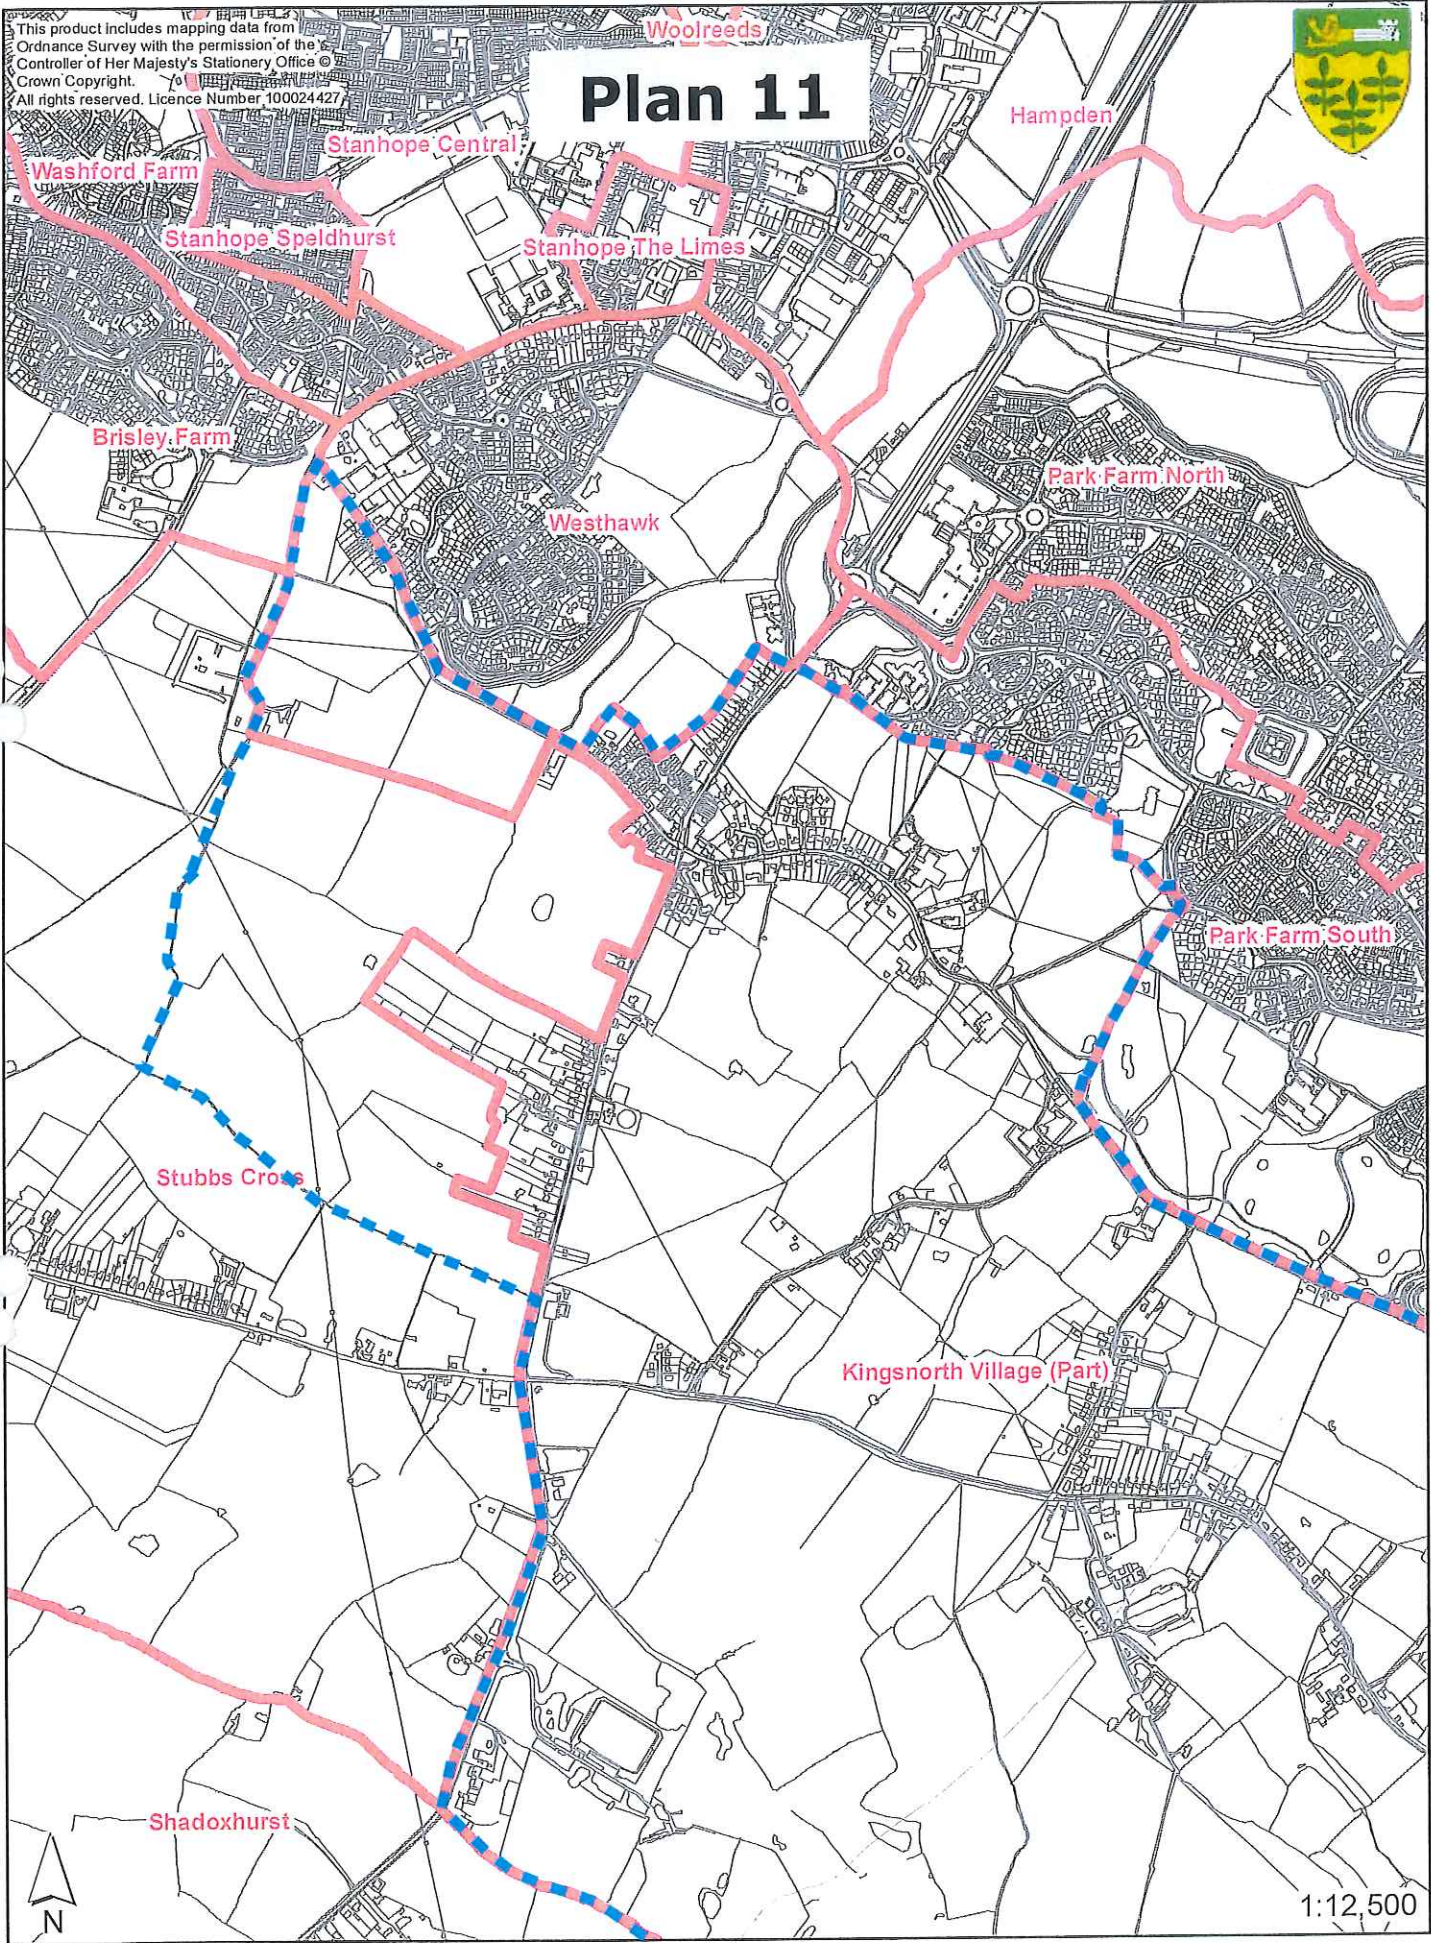 This product includes mapping data from
Ordnance Survey with the permission of the
Controller of Her Majesty's Stationery Office ©
Crown Copyright.
All rights reserved. Licence Number 100024427
Woolreeds
Plan 11
Hampden
Stanhope Central
Washford Farm
Stanhope Speldhurst
Stanhope The Limes
Brisley Farm
Park Farm North
Westhawk
Park Farm South
Stubbs Cross
Kingsnorth Village (Part)
Shadoxhurst
N
1:12,500